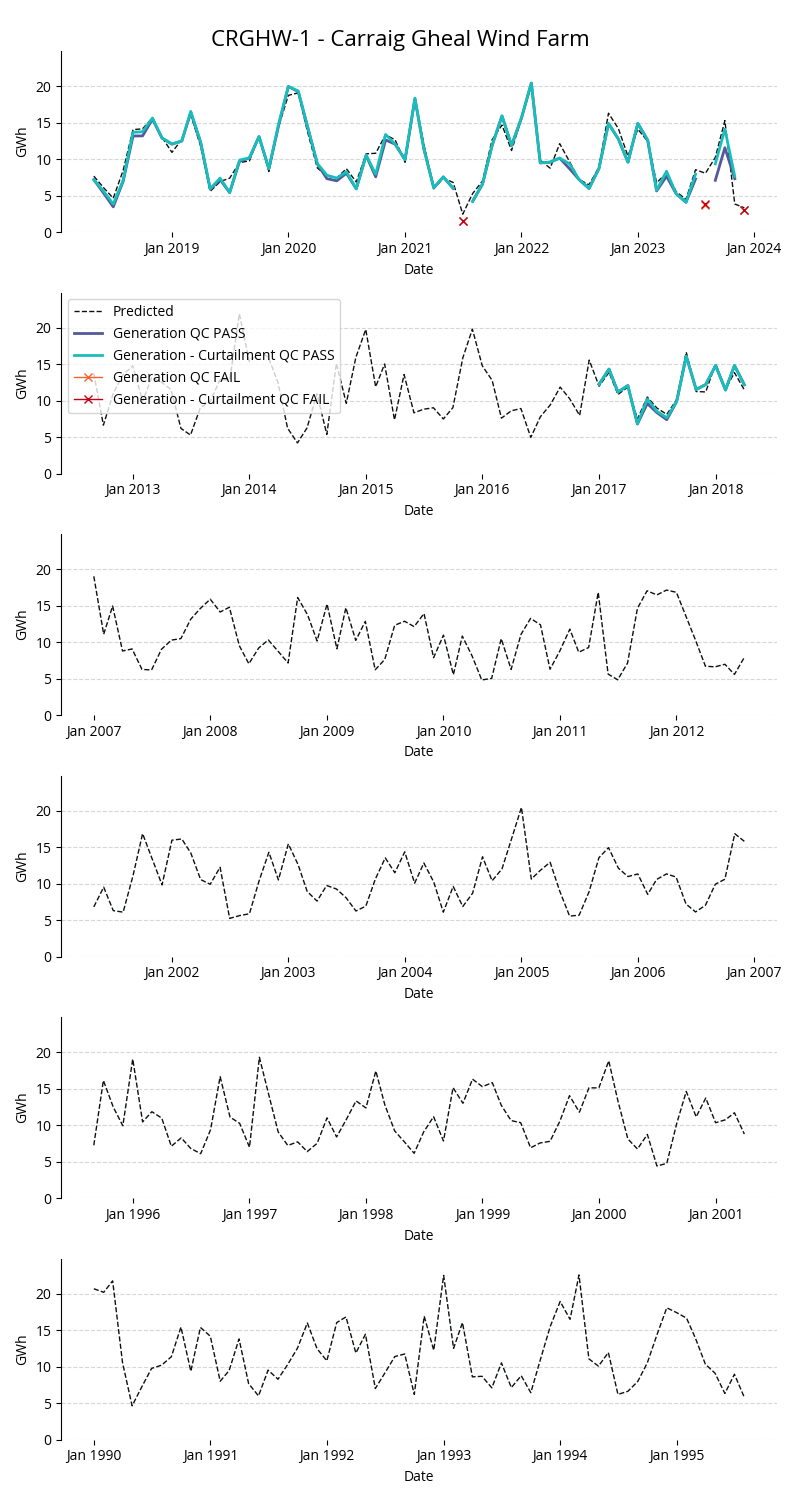 CRGHW-1 - Carraig Gheal Wind Farm
20
15
10
5
0
GWh
Jan 2019
Jan 2020
Jan 2021
Jan 2022
Jan 2023
Jan 2024
Date
Predicted
Generation QC PASS
Generation - Curtailment QC PASS
Generation QC FAIL
Generation - Curtailment QC FAIL
20
15
10
5
0
GWh
Jan 2013
Jan 2014
Jan 2015
Jan 2016
Jan 2017
Jan 2018
Date
20
15
10
5
0
GWh
Jan 2007
Jan 2008
Jan 2009
Jan 2010
Jan 2011
Jan 2012
Date
20
15
10
5
0
GWh
Jan 2002
Jan 2003
Jan 2004
Jan 2005
Jan 2006
Jan 2007
Date
20
15
10
5
0
GWh
Jan 1996
Jan 1997
Jan 1998
Jan 1999
Jan 2000
Jan 2001
Date
20
15
10
5
0
GWh
Jan 1990
Jan 1991
Jan 1992
Jan 1993
Jan 1994
Jan 1995
Date